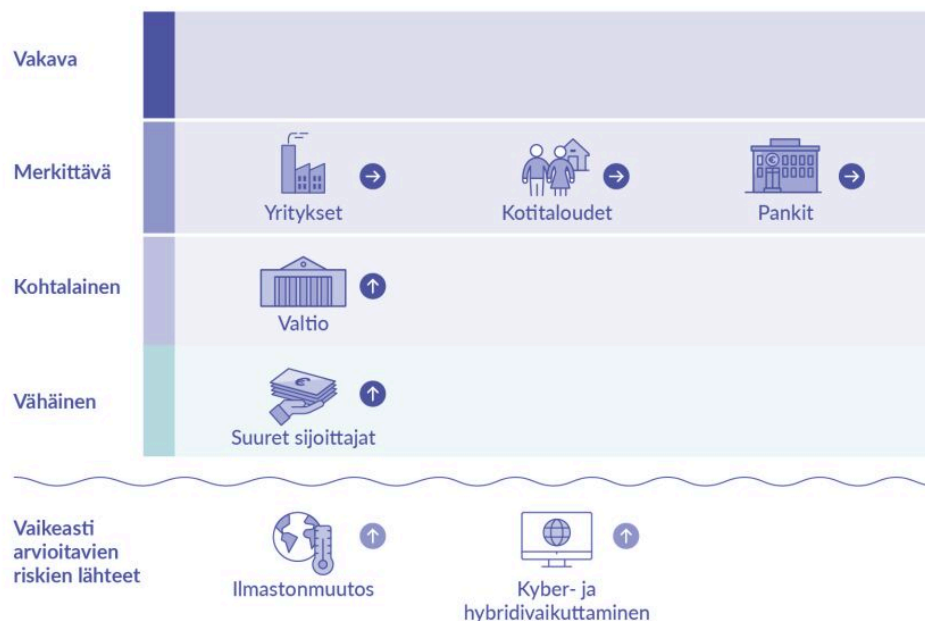 Vakava
Merkittävä
Yritykset
Kotitaloudet
Pankit
Kohtalainen
Valtio
Vähäinen
€
Suuret sijoittajat
Vaikeasti
arvioitavien
riskien lähteet
Ilmastonmuutos
Kyber- ja
hybridivaikuttaminen